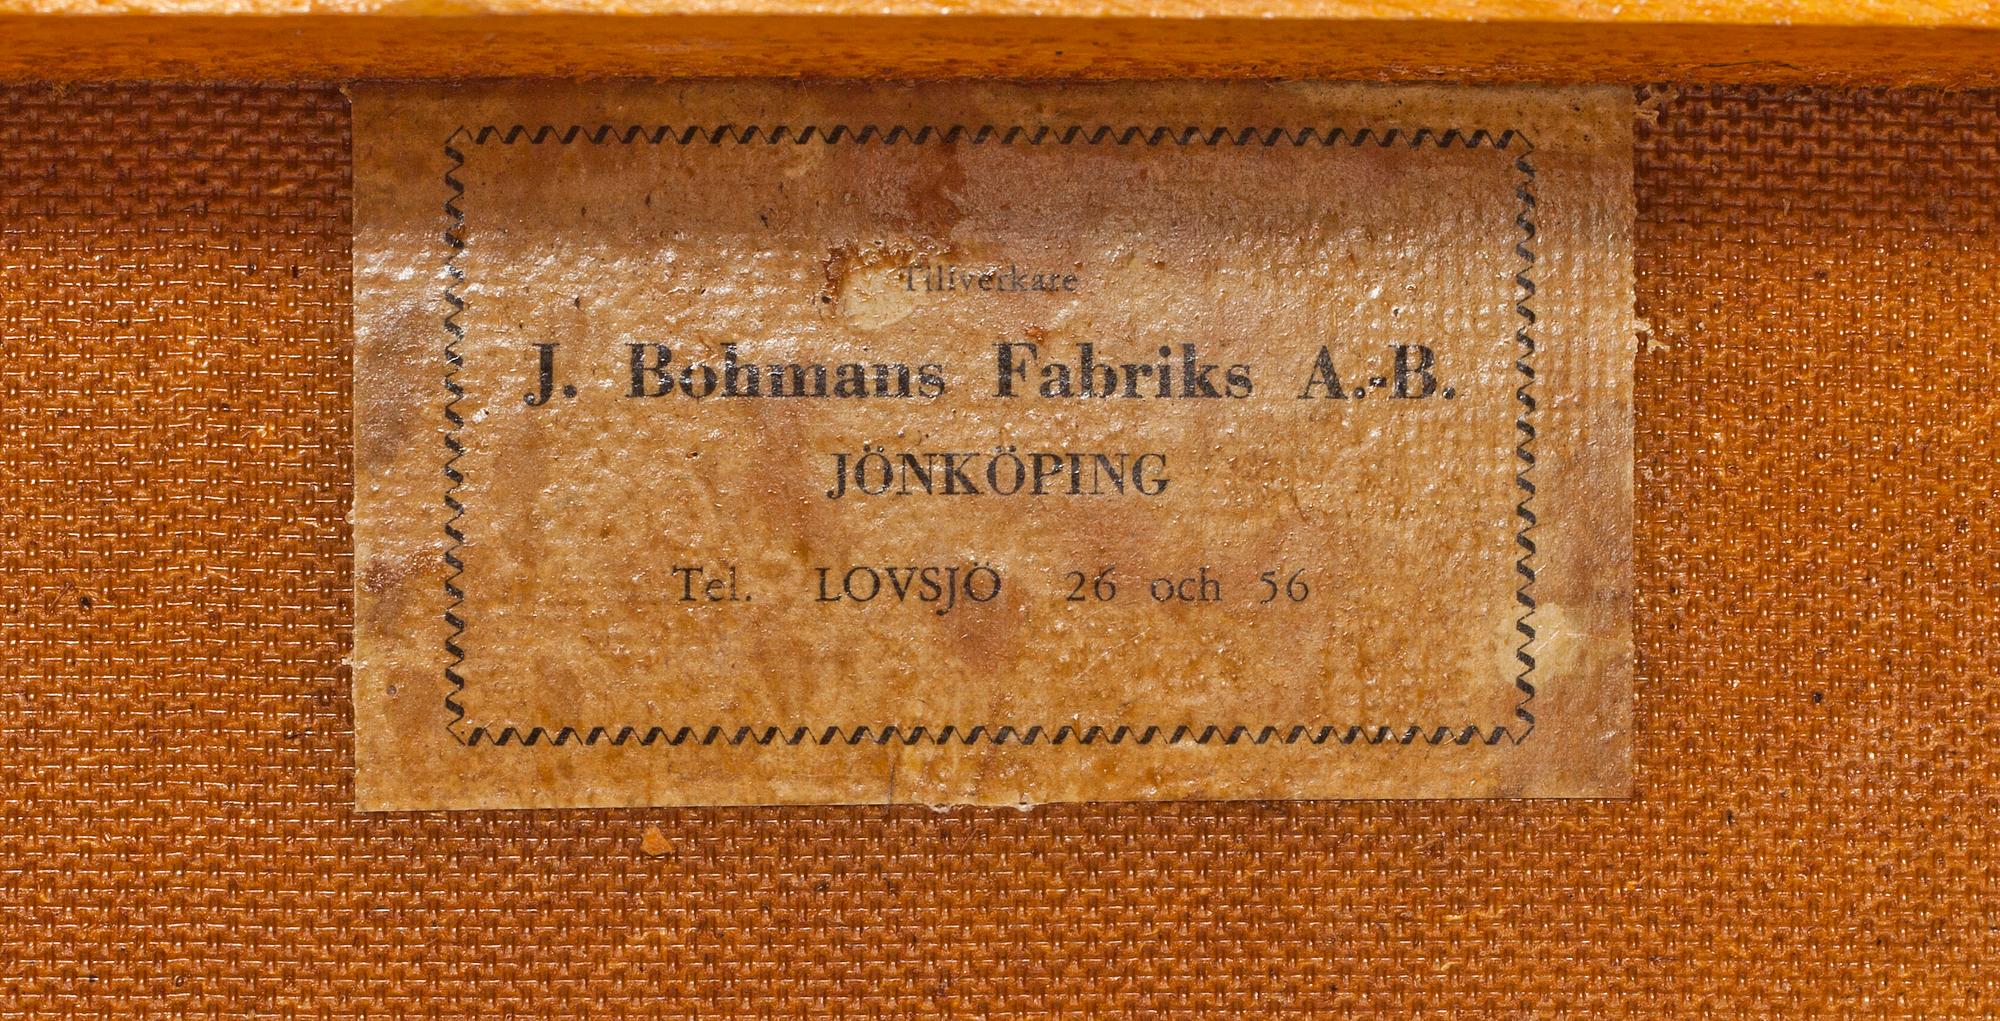 Tillverkare
J. Bohmans Fabriks A.-B.
JÖNKÖPING
Tel. LOVSJÖ 26 och 56